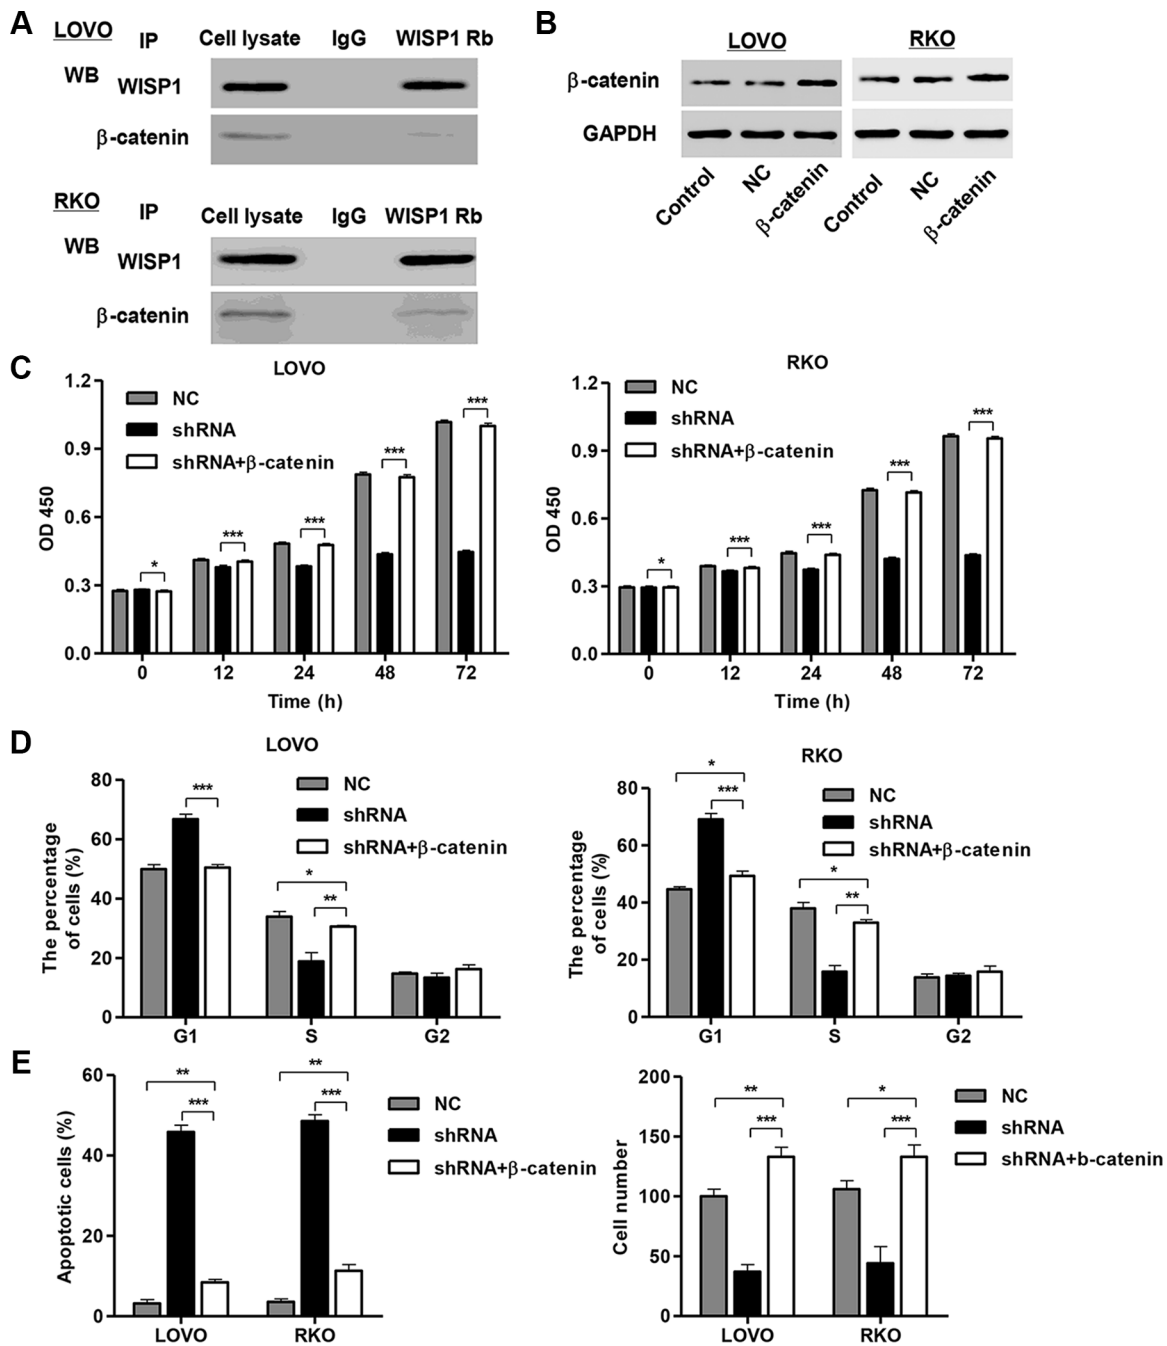 A
LOVO
IP
Cell lysate IgG WISP1 Rb
WB
WISP1
β-catenin
RKO
IP
Cell lysate IgG WISP1 Rb
WB
WISP1
β-catenin
B
LOVO RKO
β-catenin
GAPDH
Control NC β-catenin Control NC β-catenin
C
LOVO
1.2
0.9
0.6
0.3
0.0
OD 450
NC
shRNA
shRNA+β-catenin
* *** *** *** ***
0 12 24 48 72
Time (h)
RKO
1.2
0.9
0.6
0.3
0.0
OD 450
NC
shRNA
shRNA+β-catenin
* *** *** *** ***
0 12 24 48 72
Time (h)
D
LOVO
80
60
40
20
0
The percentage
of cells (%)
NC
shRNA
shRNA+β-catenin
***
*
**
G1 S G2
RKO
80
60
40
20
0
The percentage
of cells (%)
NC
shRNA
shRNA+β-catenin
*
***
*
**
G1 S G2
E
60
40
20
0
Apoptotic cells (%)
** **
*** ***
NC
shRNA
shRNA+β-catenin
LOVO RKO
200
150
100
50
0
Cell number
** *
*** ***
NC
shRNA
shRNA+b-catenin
LOVO RKO